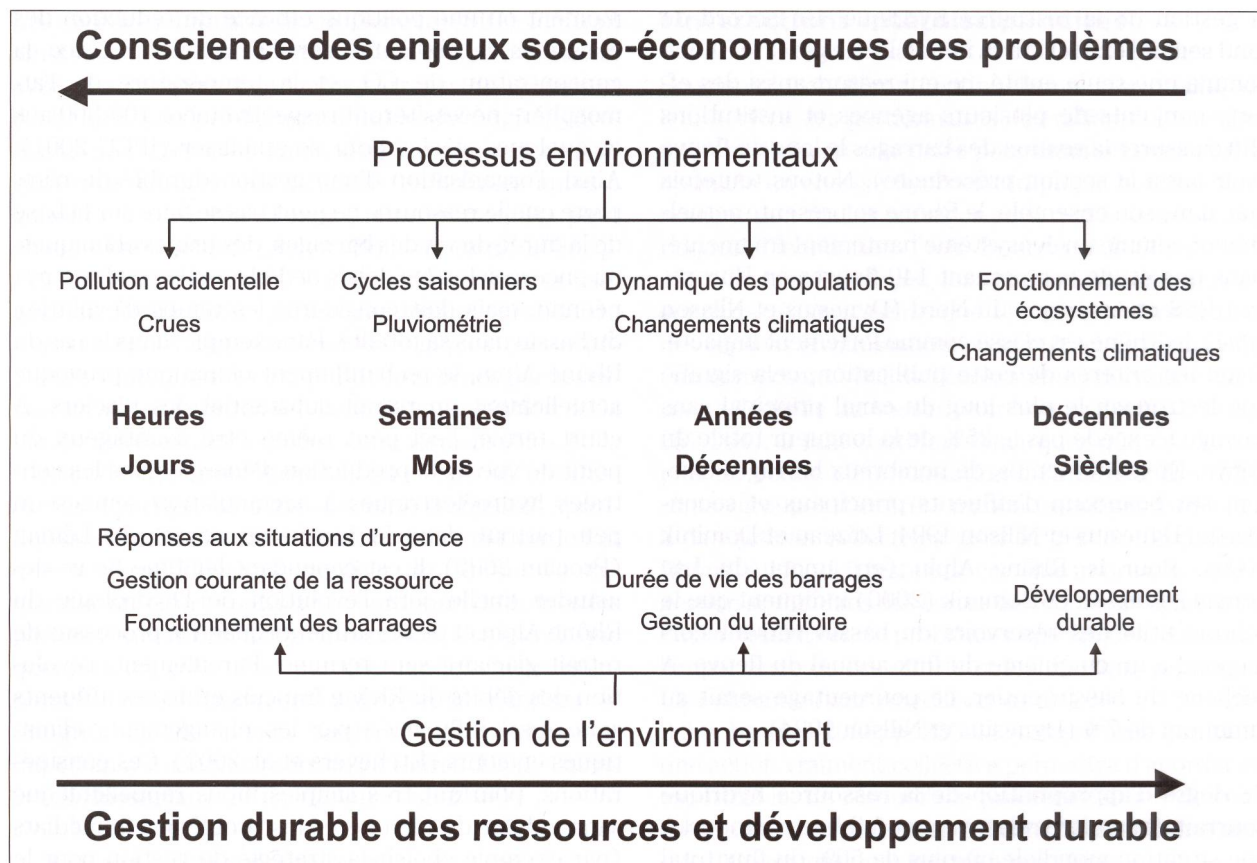 Conscience des enjeux socio-économiques des problèmes
Processus environnementaux
Pollution accidentelle
Crues
Cycles saisonniers
Pluviométrie
Dynamique des populations
Changements climatiques
Fonctionnement des
écosystèmes
Changements climatiques
Heures
Jours
Semaines
Mois
Années
Décennies
Décennies
Siècles
Réponses aux situations d'urgence
Gestion courante de la ressource
Fonctionnement des barrages
Durée de vie des barrages
Gestion du territoire
Développement
durable
Gestion de l'environnement
Gestion durable des ressources et développement durable